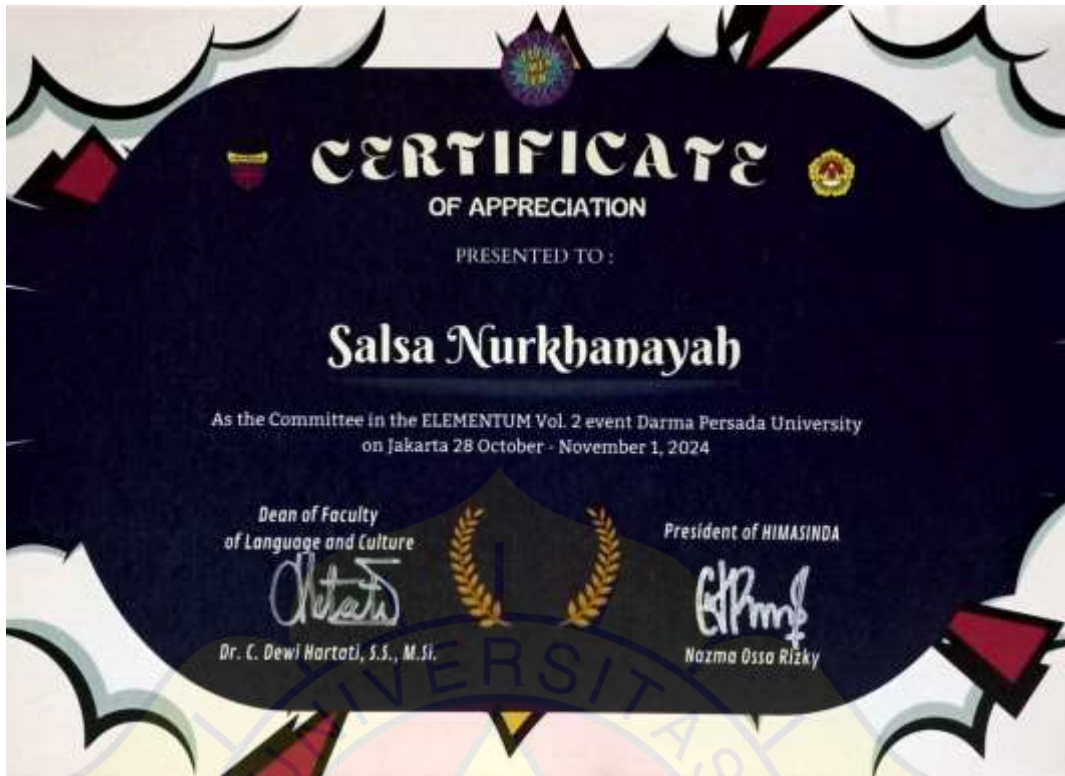 CERTIFICATE
OF APPRECIATION
PRESENTED TO :
Salsa Nurkhanayah
As the Committee in the ELEMENTUM Vol. 2 event Darma Persada University
on Jakarta 28 October - November 1, 2024
Dean of Faculty
of Language and Culture
President of HIMASINDA
Dr. C. Dewi Hartati, S.S., M.Si.
Nazma Ossa Rizky
UNIVERSITAS